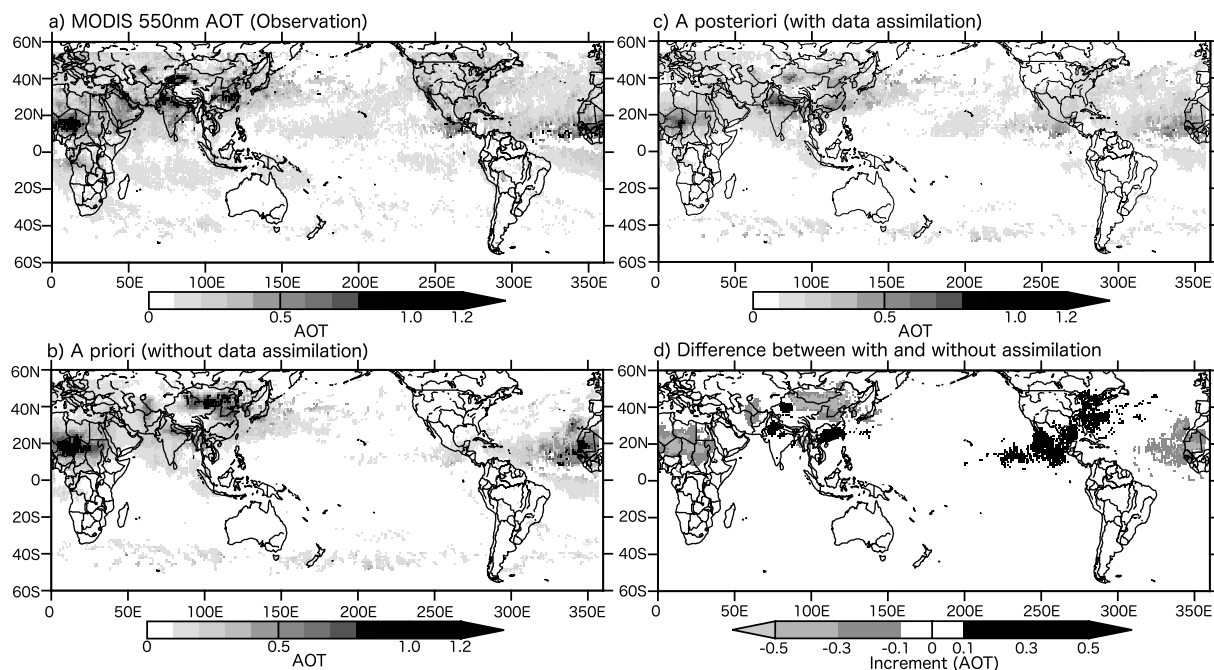 a) MODIS 550nm AOT (Observation)
60N
40N
20N
0
20S
40S
60S
0 50E 100E 150E 200E 250E 300E 350E
0 0.5 1.0 1.2
AOT
c) A posteriori (with data assimilation)
60N
40N
20N
0
20S
40S
60S
0 50E 100E 150E 200E 250E 300E 350E
0 0.5 1.0 1.2
AOT
b) A priori (without data assimilation)
60N
40N
20N
0
20S
40S
60S
0 50E 100E 150E 200E 250E 300E 350E
0 0.5 1.0 1.2
AOT
d) Difference between with and without assimilation
60N
40N
20N
0
20S
40S
60S
0 50E 100E 150E 200E 250E 300E 350E
-0.5 -0.3 -0.1 0 0.1 0.3 0.5
Increment (AOT)